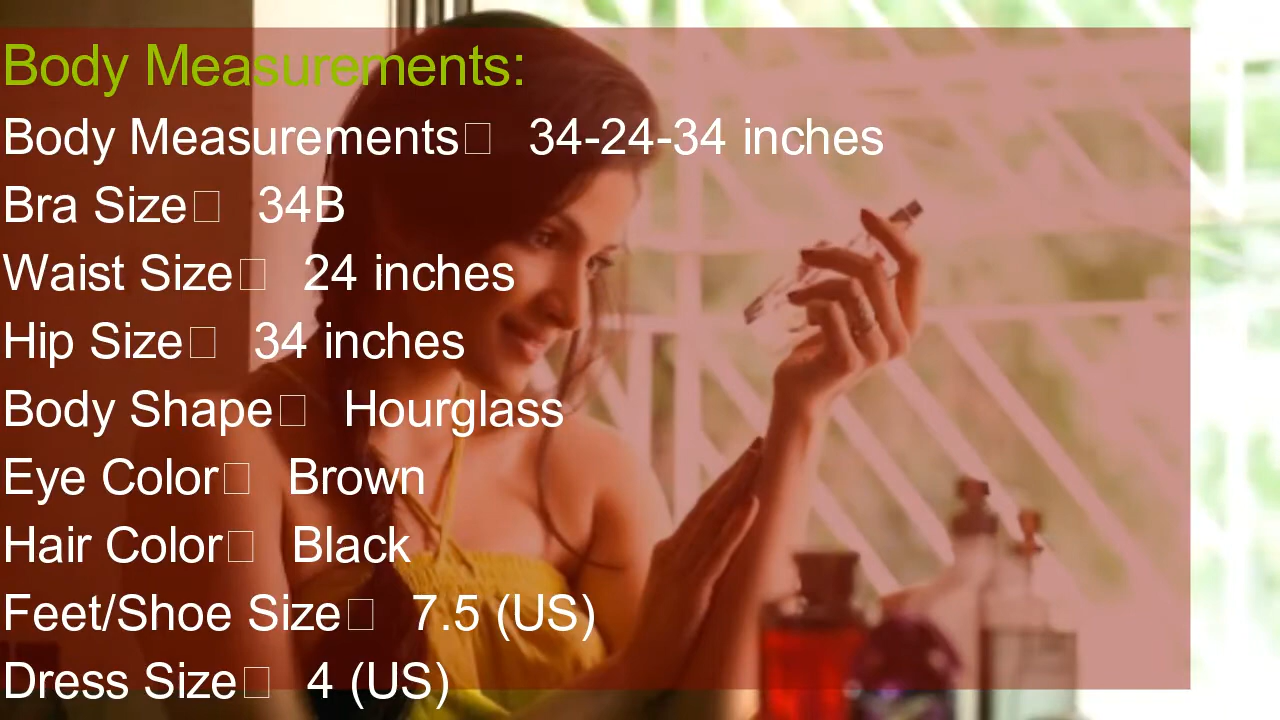 Body Measurements:
Body Measurements﻿ 34-24-34 inches
Bra Size﻿ 34B
Waist Size﻿ 24 inches
Hip Size﻿ 34 inches
Body Shape﻿ Hourglass
Eye Color﻿ Brown
Hair Color﻿ Black
Feet/Shoe Size﻿ 7.5 (US)
Dress Size﻿ 4 (US)